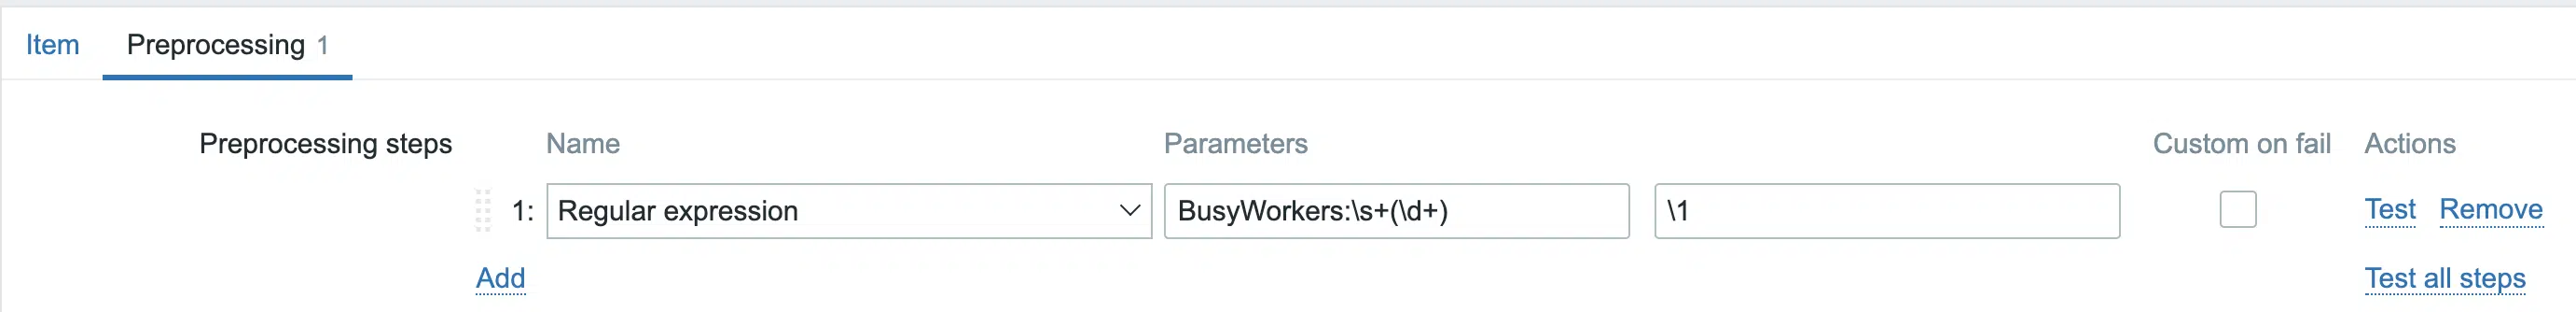 Item Preprocessing 1
Preprocessing steps Name Parameters Custom on fail Actions
1: Regular expression BusyWorkers:\s+(\d+) \1 Test Remove
Add Test all steps